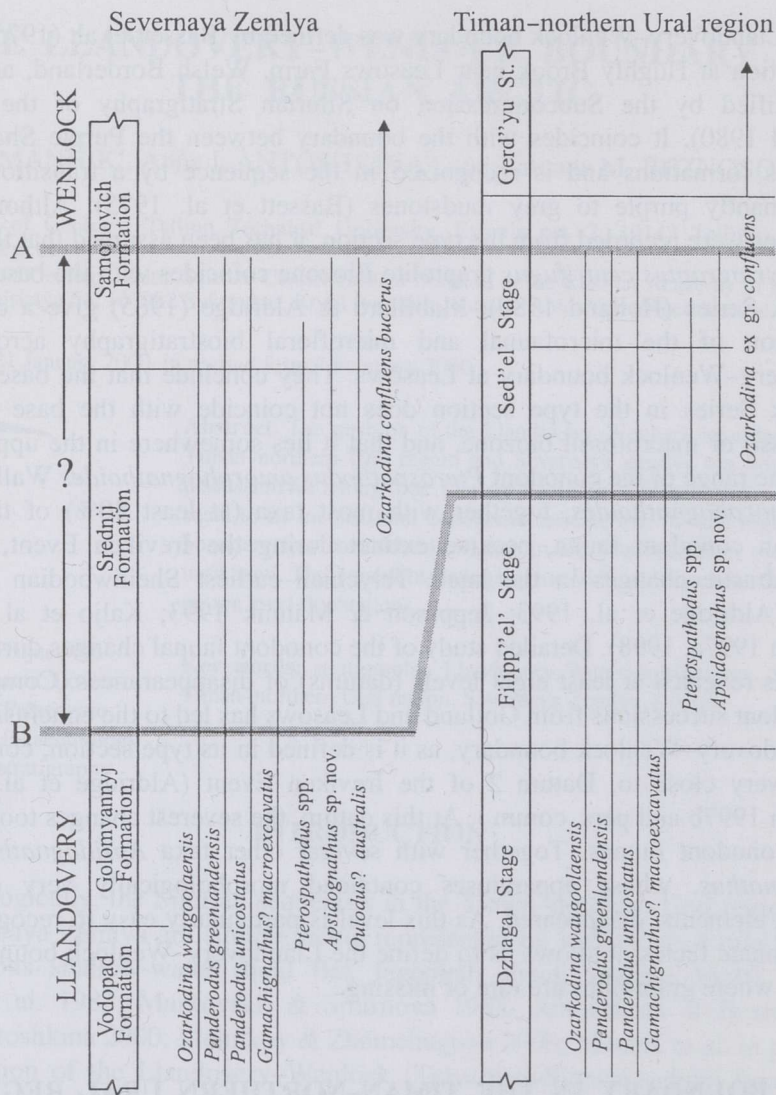 Severnaya Zemlya
Timan–northern Ural region
WENLOCK
LLANDOVERY
A
B
?
Samojlovich
Formation
Srednij
Formation
Golomyannyj
Formation
Vodopad
Formation
Ozarkodina waugoolaensis
Panderodus greenlandensis
Panderodus unicostatus
Gamachignathus? macroexcavatus
Pterospathodus spp.
Apsidognathus sp. nov.
Oulodus? australis
Ozarkodina confluens bucerus
Gerd''yu St.
Sed''el' Stage
Filipp''el' Stage
Dzhagal Stage
Ozarkodina waugoolaensis
Panderodus greenlandensis
Panderodus unicostatus
Gamachignathus? macroexcavatus
Pterospathodus spp.
Apsidognathus sp. nov.
Ozarkodina ex gr. confluens